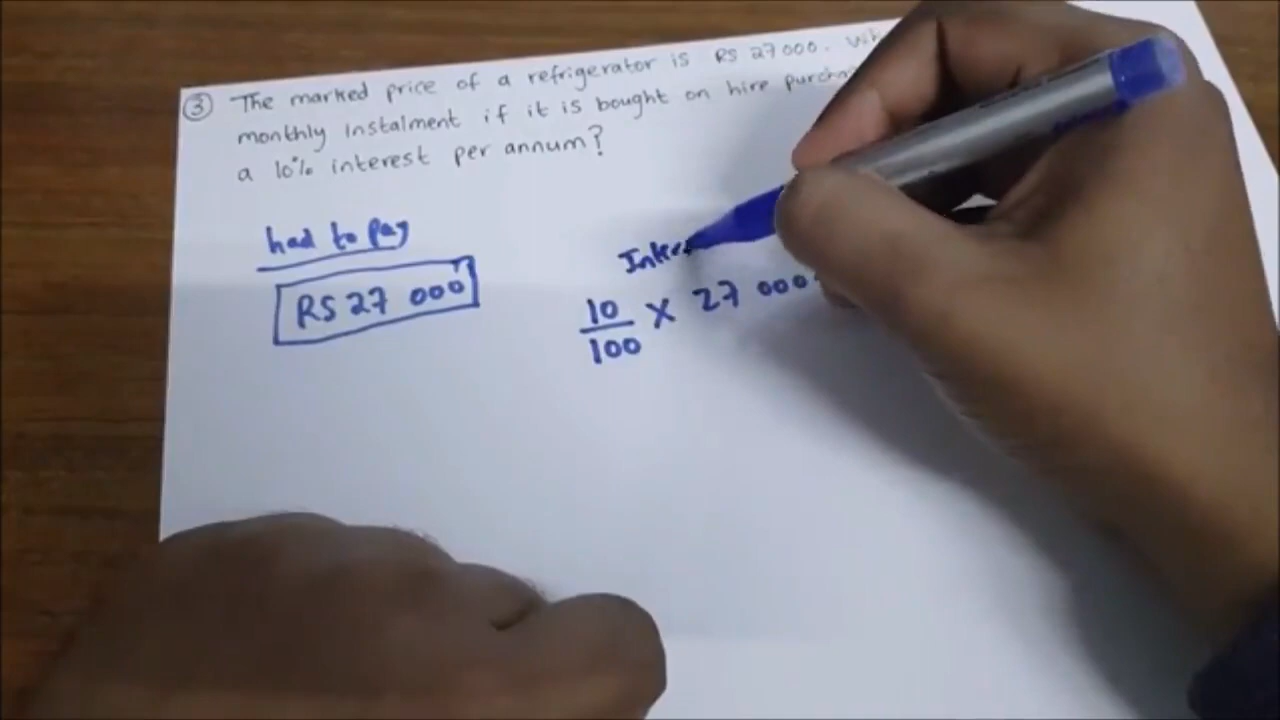 ③ The marked price of a refrigerator is RS 27000.
monthly instalment if it is bought on hire
a 10% interest per annum?
had to pay
RS 27 000
10
100
X 27 000